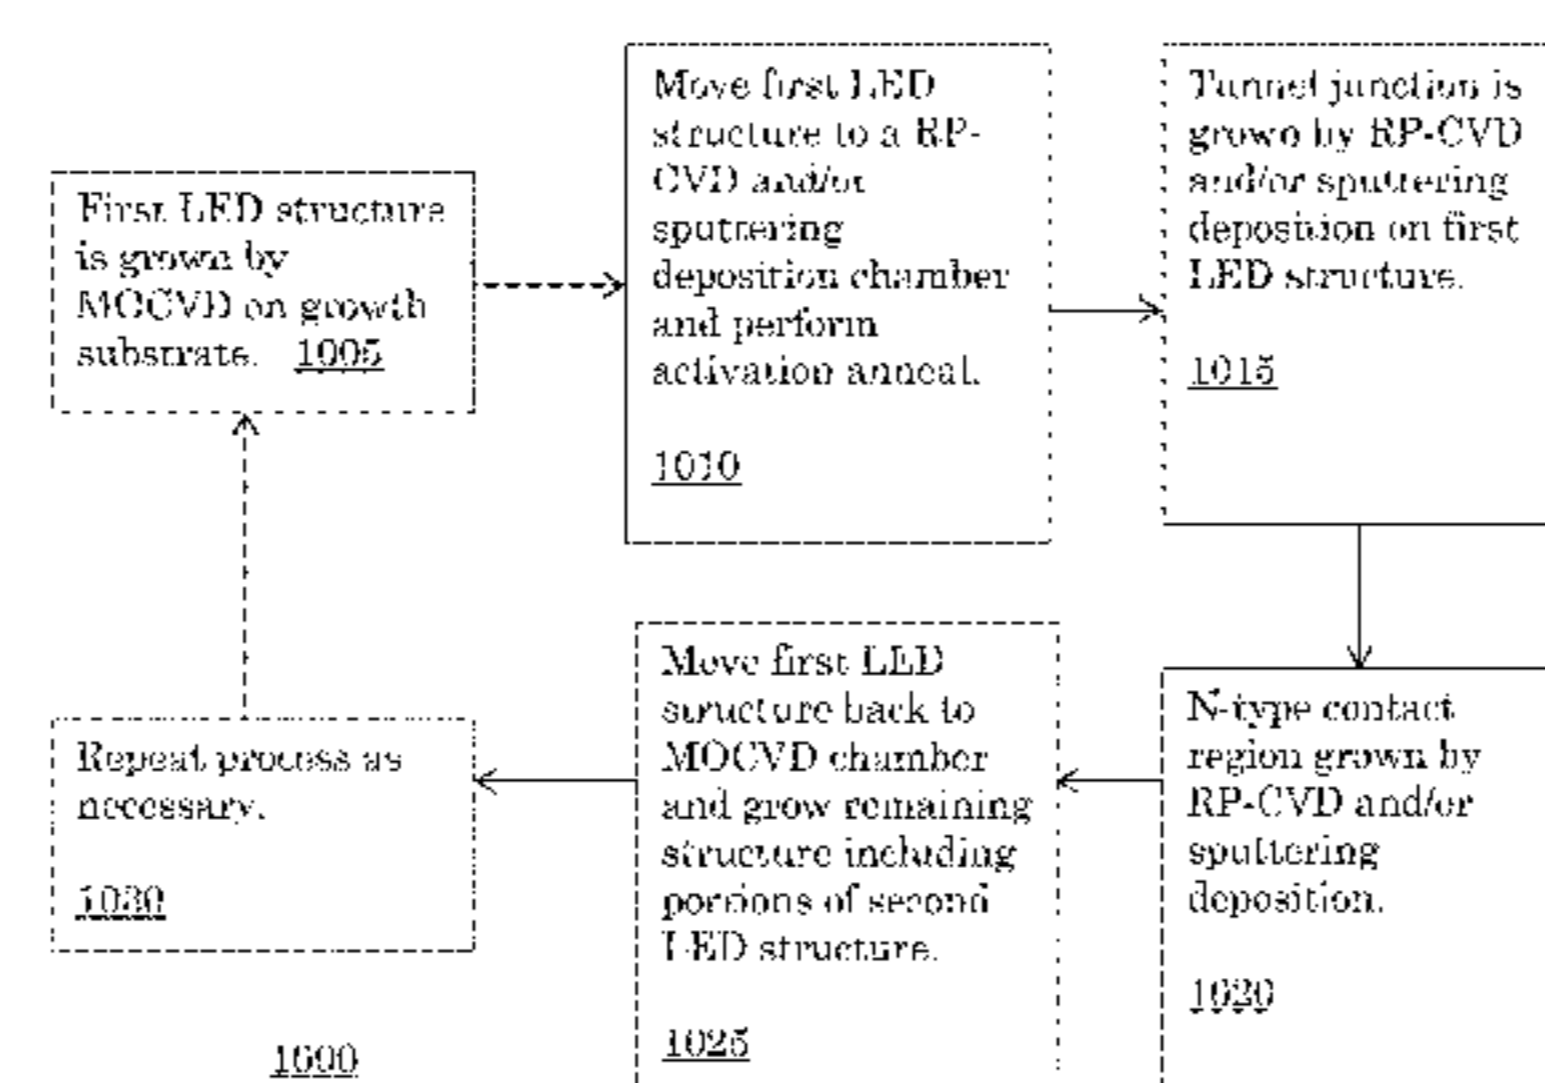 First LED structure
is grown by
MOCVD on growth
substrate. 1005
Move first LED
structure to a RP-
CVD and/or
sputtering
deposition chamber
and perform
activation anneal.
1010
Tunnel junction is
grown by RP-CVD
and/or sputtering
deposition on first
LED structure.
1015
N-type contact
region grown by
RP-CVD and/or
sputtering
deposition.
1020
Move first LED
structure back to
MOCVD chamber
and grow remaining
structure including
portions of second
LED structure.
1025
Repeat process as
necessary.
1030
1000